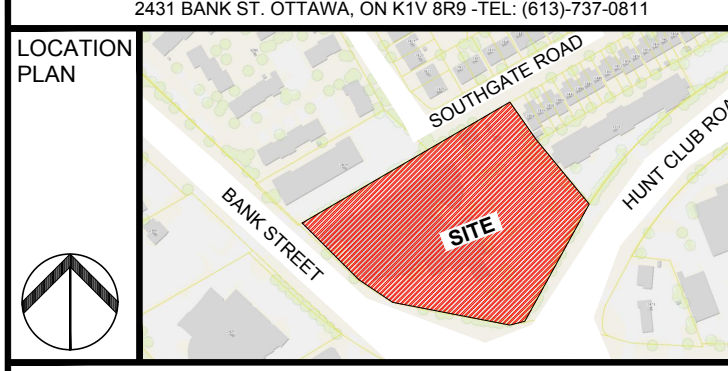 2431 BANK ST. OTTAWA, ON K1V 8R9 -TEL: (613)-737-0811
LOCATION
PLAN
SOUTHGATE ROAD
HUNT CLUB ROA
BANK STREET
SITE